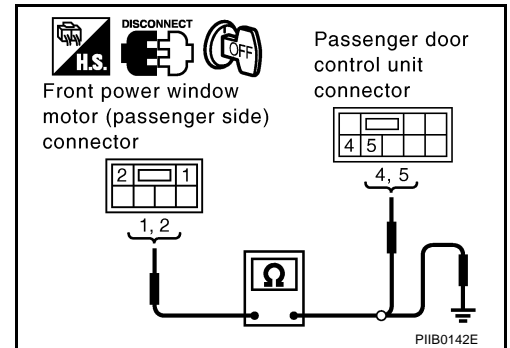 DISCONNECT
H.S.
OFF
Front power window
motor (passenger side)
connector
2 1
1, 2
Passenger door
control unit
connector
4 5
4, 5
Ω
PIIB0142E